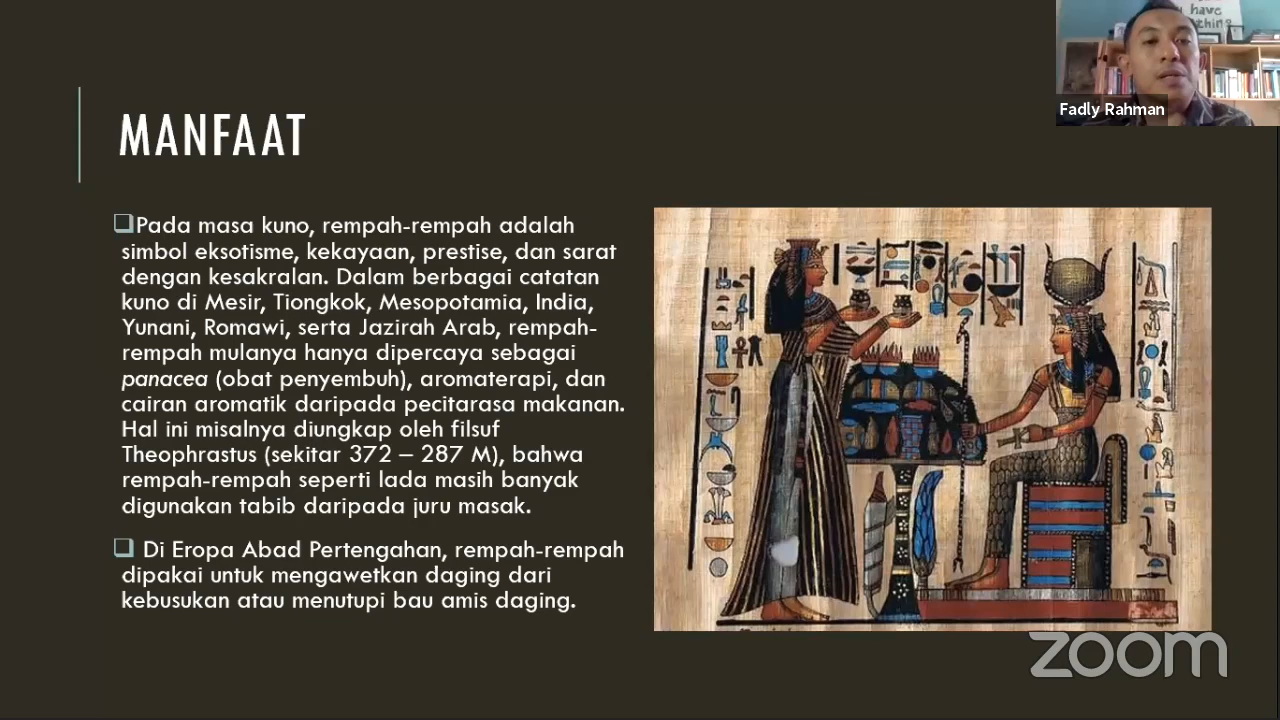 have
thing
Fadly Rahman
MANFAAT
❑Pada masa kuno, rempah-rempah adalah
simbol eksotisme, kekayaan, prestise, dan sarat
dengan kesakralan. Dalam berbagai catatan
kuno di Mesir, Tiongkok, Mesopotamia, India,
Yunani, Romawi, serta Jazirah Arab, rempah-
rempah mulanya hanya dipercaya sebagai
panacea (obat penyembuh), aromaterapi, dan
cairan aromatik daripada pecitarasa makanan.
Hal ini misalnya diungkap oleh filsuf
Theophrastus (sekitar 372 – 287 M), bahwa
rempah-rempah seperti lada masih banyak
digunakan tabib daripada juru masak.
❑ Di Eropa Abad Pertengahan, rempah-rempah
dipakai untuk mengawetkan daging dari
kebusukan atau menutupi bau amis daging.
zoom